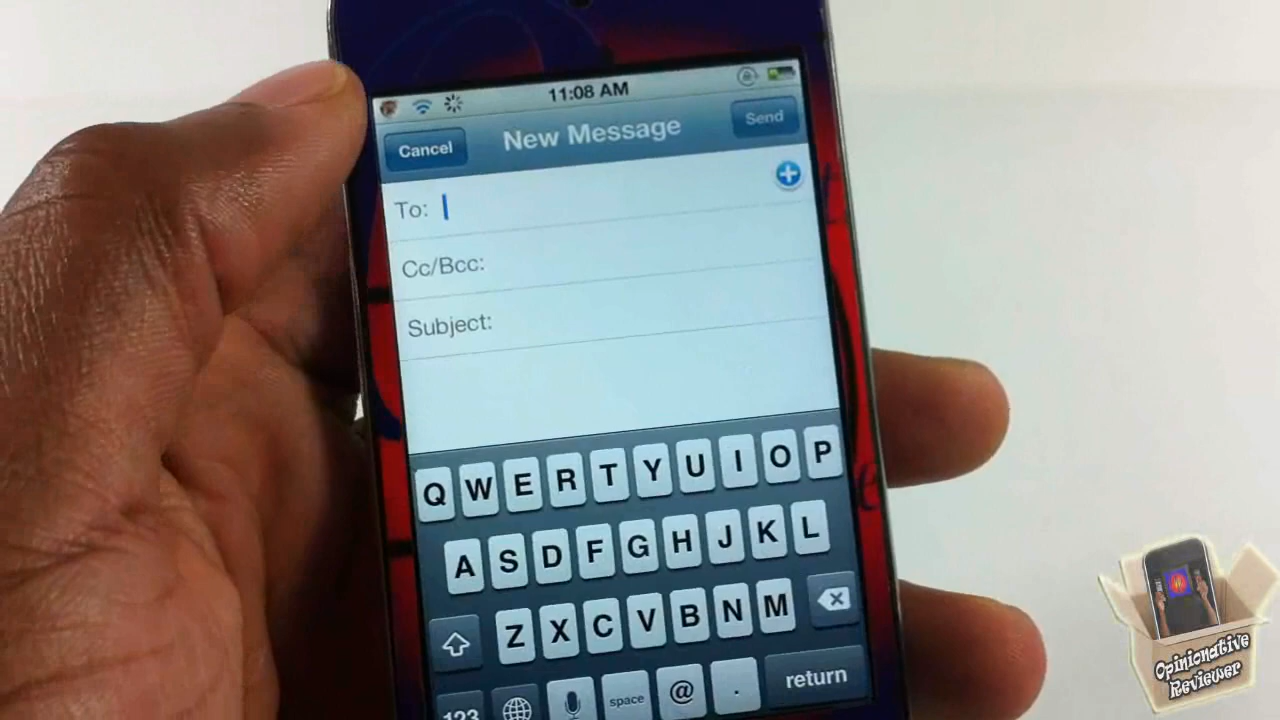 11:08 AM
Cancel
New Message
Send
To:
Cc/Bcc:
Subject:
Q W E R T Y U I O P
A S D F G H J K L
Z X C V B N M
123
space
@
.
return
Opinionative
Reviewer